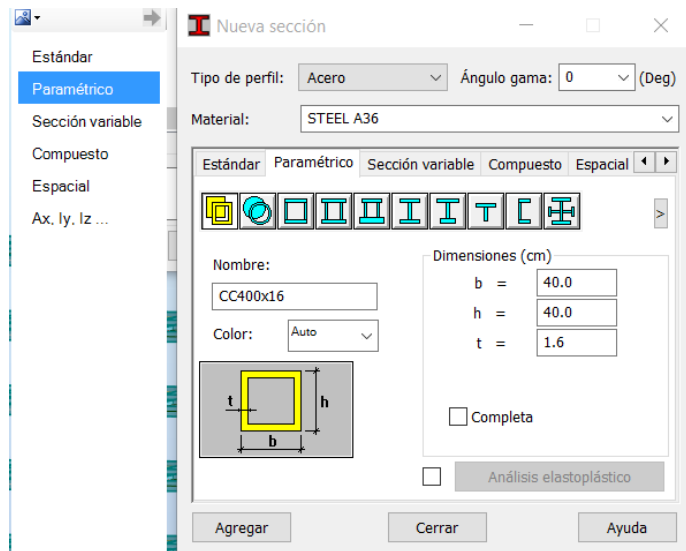 Estándar
Paramétrico
Sección variable
Compuesto
Espacial
Ax, Iy, Iz ...
Nueva sección
Tipo de perfil: Acero Ángulo gama: 0 (Deg)
Material: STEEL A36
Estándar Paramétrico Sección variable Compuesto Espacial
>
Nombre:
CC400x16
Color: Auto
Dimensiones (cm)
b = 40.0
h = 40.0
t = 1.6
t h
b
Completa
Análisis elastoplástico
Agregar Cerrar Ayuda